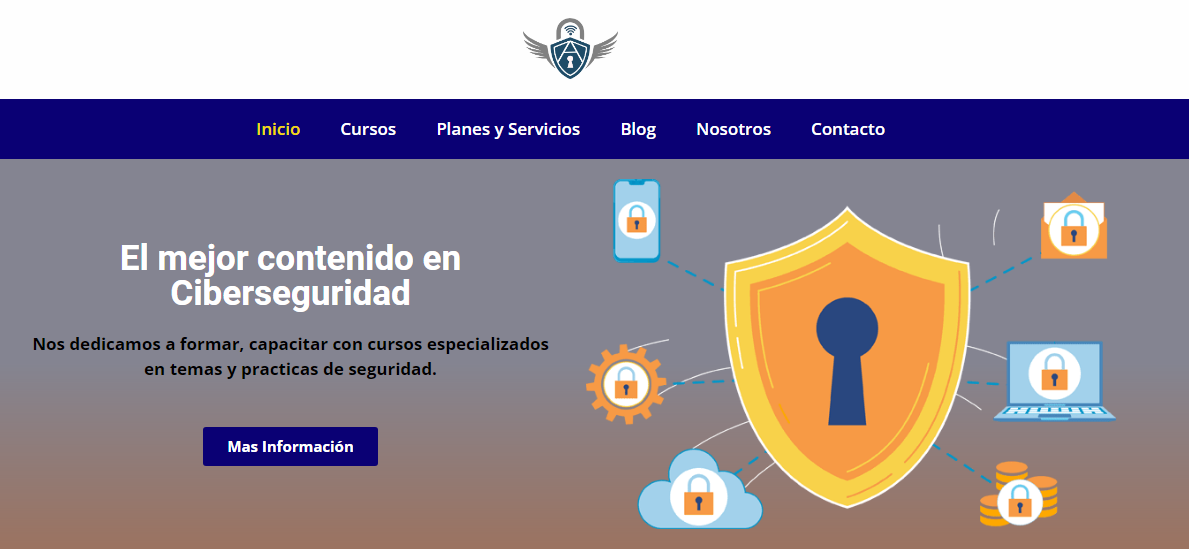 Inicio Cursos Planes y Servicios Blog Nosotros Contacto
El mejor contenido en
Ciberseguridad
Nos dedicamos a formar, capacitar con cursos especializados
en temas y practicas de seguridad.
Mas Información